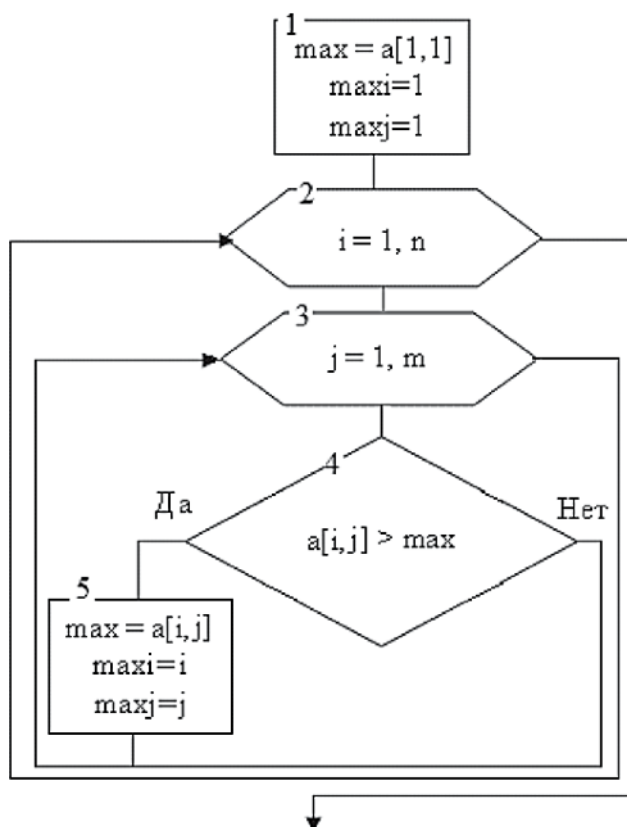 1
max = a[1,1]
maxi=1
maxj=1
2
i = 1, n
3
j = 1, m
4
Да
Нет
a[i,j] > max
5
max = a[i,j]
maxi=i
maxj=j